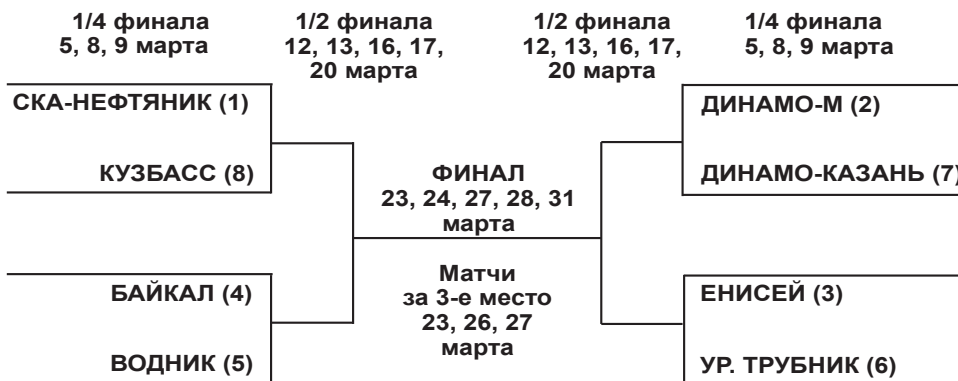 1/4 финала
5, 8, 9 марта
1/2 финала
12, 13, 16, 17,
20 марта
1/2 финала
12, 13, 16, 17,
20 марта
1/4 финала
5, 8, 9 марта
СКА-НЕФТЯНИК (1)
КУЗБАСС (8)
БАЙКАЛ (4)
ВОДНИК (5)
ФИНАЛ
23, 24, 27, 28, 31
марта
Матчи
за 3-е место
23, 26, 27
марта
ДИНАМО-М (2)
ДИНАМО-КАЗАНЬ (7)
ЕНИСЕЙ (3)
УР. ТРУБНИК (6)